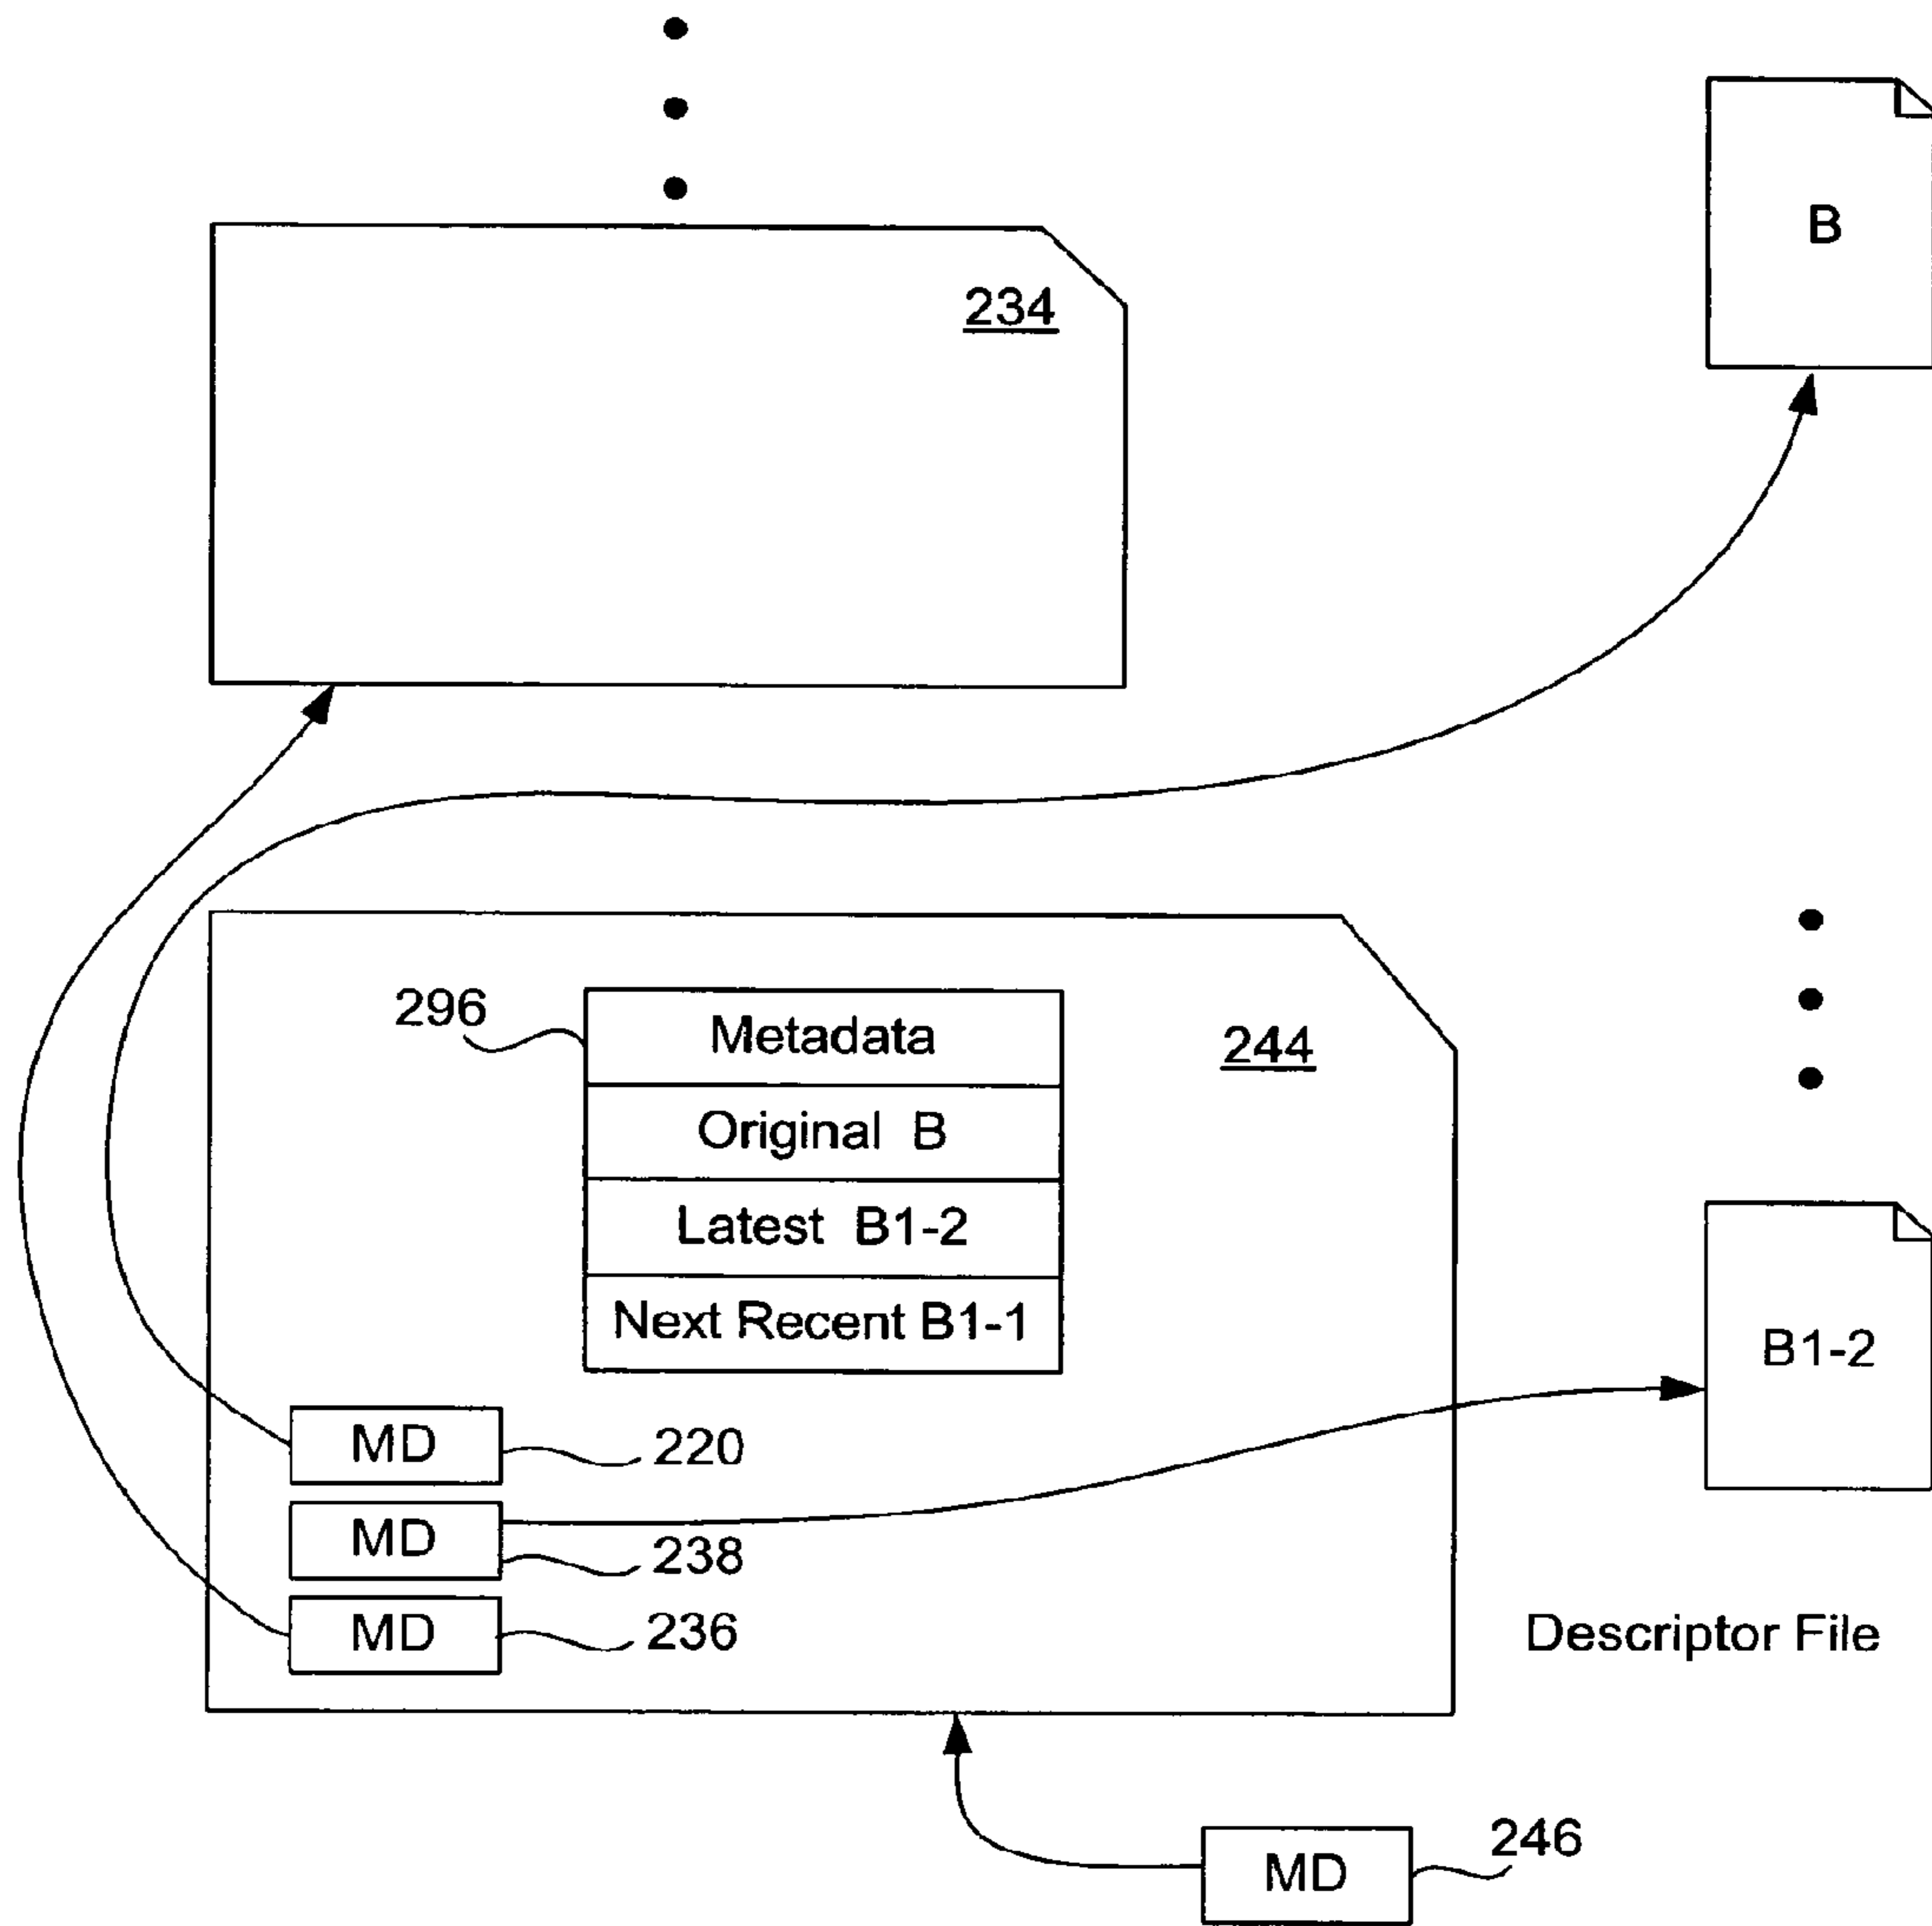 B
234
296
Metadata
244
Original B
Latest B1-2
Next Recent B1-1
B1-2
MD
220
MD
238
MD
236
Descriptor File
246
MD